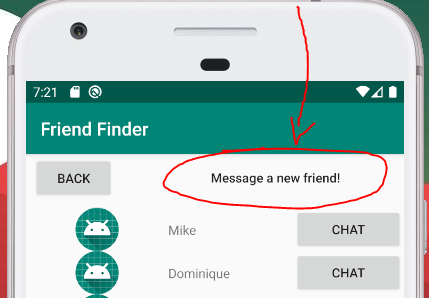 7:21
Friend Finder
BACK Message a new friend!
Mike CHAT
Dominique CHAT